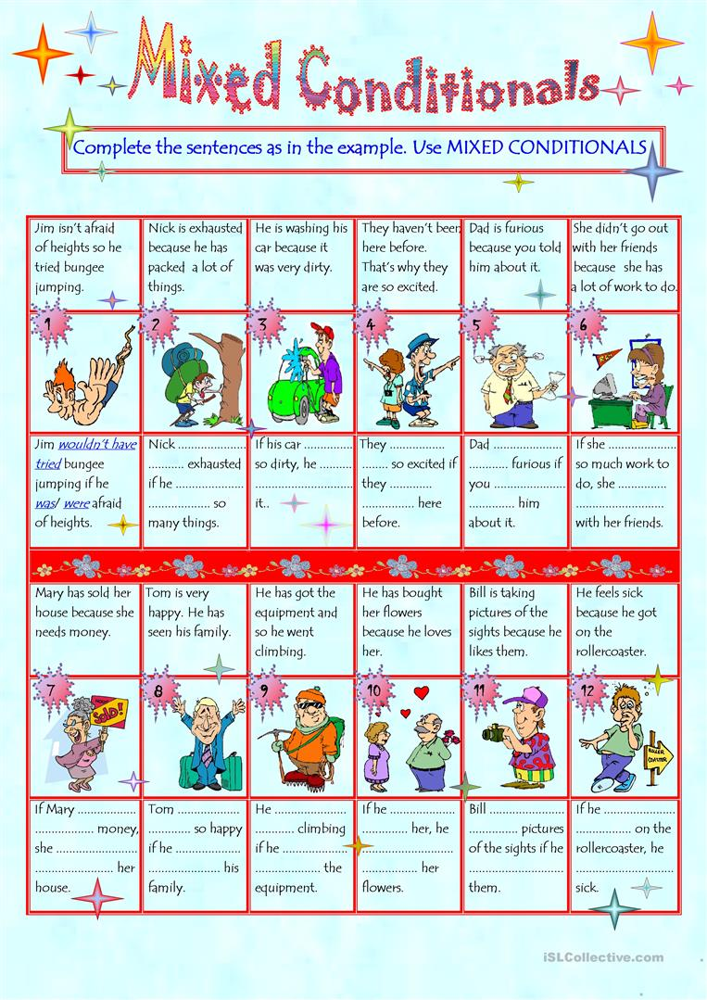 Mixed Conditionals
Complete the sentences as in the example. Use MIXED CONDITIONALS
Jim isn't afraid
of heights so he
tried bungee
jumping.
Nick is exhausted
because he has
packed a lot of
things.
He is washing his
car because it
was very dirty.
They haven't been
here before.
That's why they
are so excited.
Dad is furious
because you told
him about it.
She didn't go out
with her friends
because she has
a lot of work to do.
1
2
3
4
5
6
Jim wouldn't have
tried bungee
jumping if he
was/ were afraid
of heights.
Nick ...................
.......... exhausted
if he ...................
.................... so
many things.
If his car .............
so dirty, he ..........
...........................
it..
They ...................
........ so excited if
they ............
............... here
before.
Dad ....................
........... furious if
you ...........
............. him
about it.
If she ...................
so much work to
do, she ...............
........................
with her friends.
Mary has sold her
house because she
needs money.
Tom is very
happy. He has
seen his family.
He has got the
equipment and
so he went
climbing.
He has bought
her flowers
because he loves
her.
Bill is taking
pictures of the
sights because he
likes them.
He feels sick
because he got
on the
rollercoaster.
7
SOLD!
8
9
10
11
12
ROLLER
COASTER
If Mary ................
................. money,
she ......................
...................... her
house.
Tom ...................
............... so happy
if he ..................
.................... his
family.
He ......................
............. climbing
if he ..................
................... the
equipment.
If he ..................
............ her, he
.........................
................ her
flowers.
Bill .....................
.............. pictures
of the sights if he
..........................
them.
If he ....................
............... on the
rollercoaster, he
...........................
sick.
iSLCollective.com